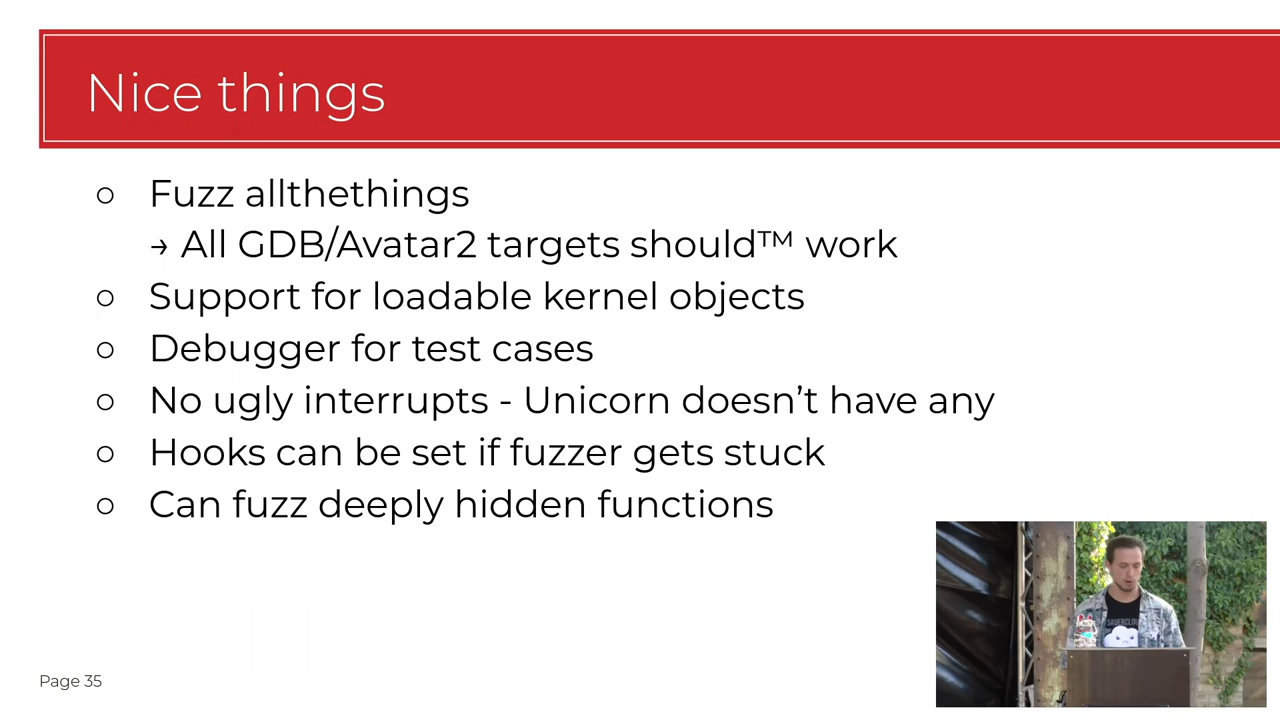 Nice things
○ Fuzz allthethings
→ All GDB/Avatar2 targets should™ work
○ Support for loadable kernel objects
○ Debugger for test cases
○ No ugly interrupts - Unicorn doesn’t have any
○ Hooks can be set if fuzzer gets stuck
○ Can fuzz deeply hidden functions
SAUERCLOUD
Page 35